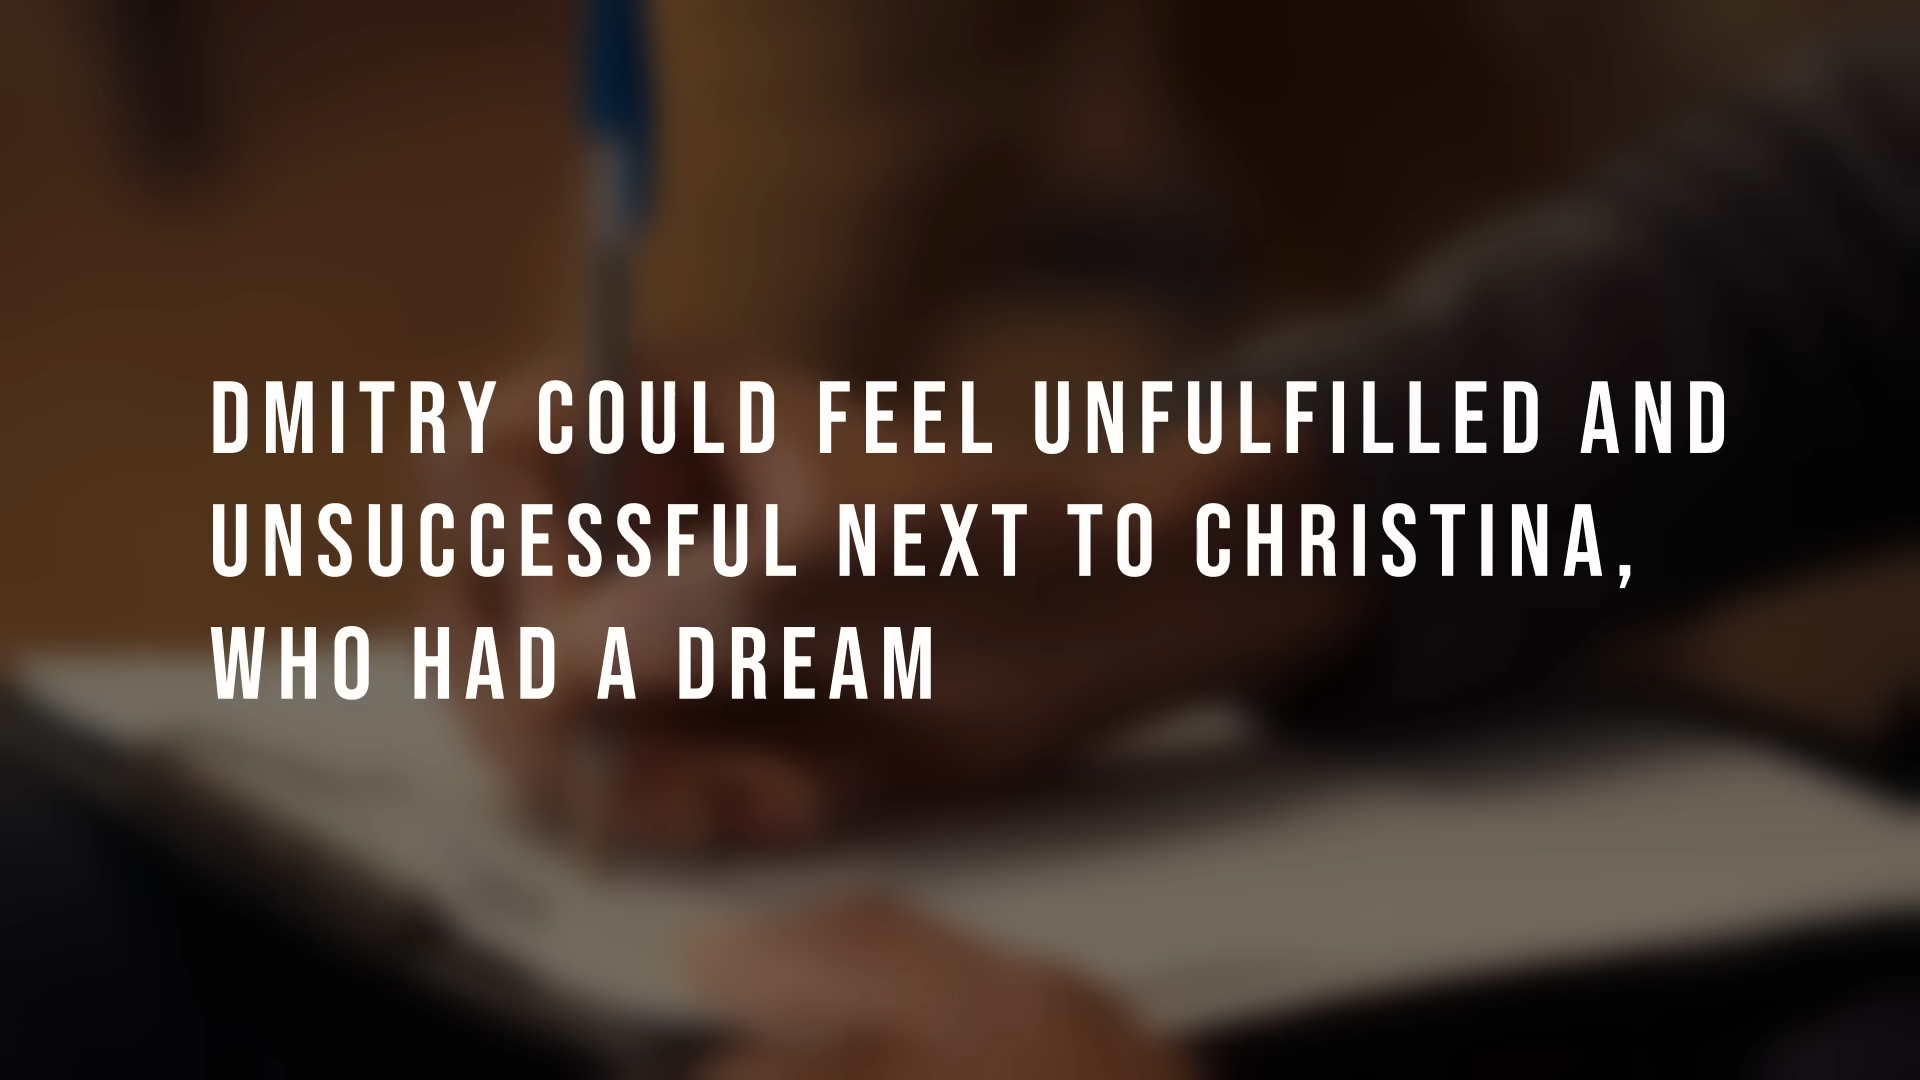 DMITRY COULD FEEL UNFULFILLED AND
UNSUCCESSFUL NEXT TO CHRISTINA,
WHO HAD A DREAM